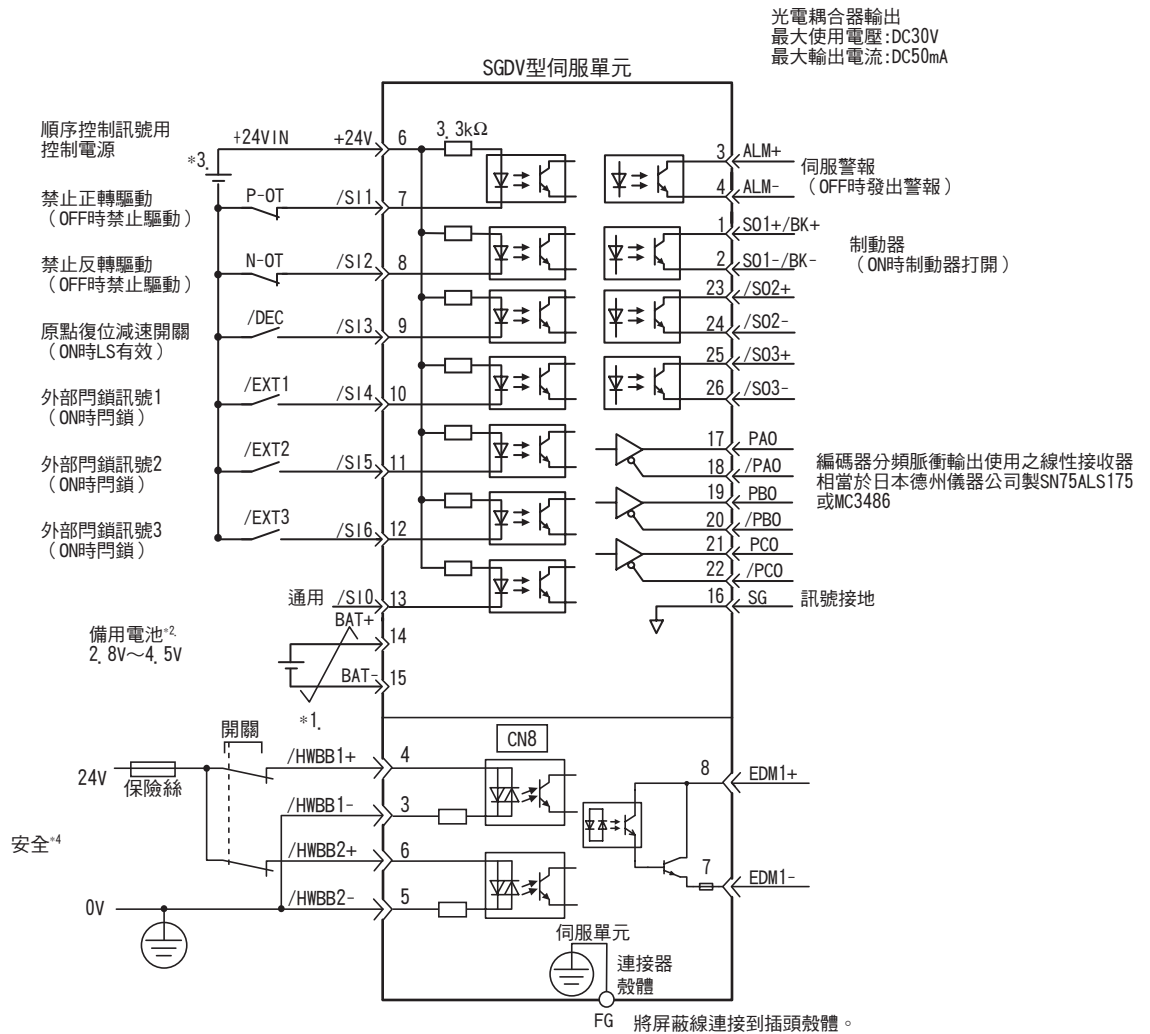 光電耦合器輸出
最大使用電壓:DC30V
最大輸出電流:DC50mA
SGDV型伺服單元
順序控制訊號用
控制電源
*3.
+24VIN
+24V
6
3.3kΩ
禁止正轉驅動
（OFF時禁止驅動）
P-OT
/SI1
7
禁止反轉驅動
（OFF時禁止驅動）
N-OT
/SI2
8
原點復位減速開關
（ON時LS有效）
/DEC
/SI3
9
外部閂鎖訊號1
（ON時閂鎖）
/EXT1
/SI4
10
外部閂鎖訊號2
（ON時閂鎖）
/EXT2
/SI5
11
外部閂鎖訊號3
（ON時閂鎖）
/EXT3
/SI6
12
通用
/SI0
13
備用電池*2.
2.8V～4.5V
BAT+
14
BAT-
15
*1.
3
ALM+
4
ALM-
伺服警報
（OFF時發出警報）
1
SO1+/BK+
2
SO1-/BK-
制動器
（ON時制動器打開）
23
/SO2+
24
/SO2-
25
/SO3+
26
/SO3-
17
PAO
18
/PAO
19
PBO
20
/PBO
21
PCO
22
/PCO
編碼器分頻脈衝輸出使用之線性接收器
相當於日本德州儀器公司製SN75ALS175
或MC3486
16
SG
訊號接地
開關
CN8
24V
保險絲
/HWBB1+
4
/HWBB1-
3
安全*4
/HWBB2+
6
0V
/HWBB2-
5
8
EDM1+
7
EDM1-
伺服單元
連接器
殼體
FG
將屏蔽線連接到插頭殼體。